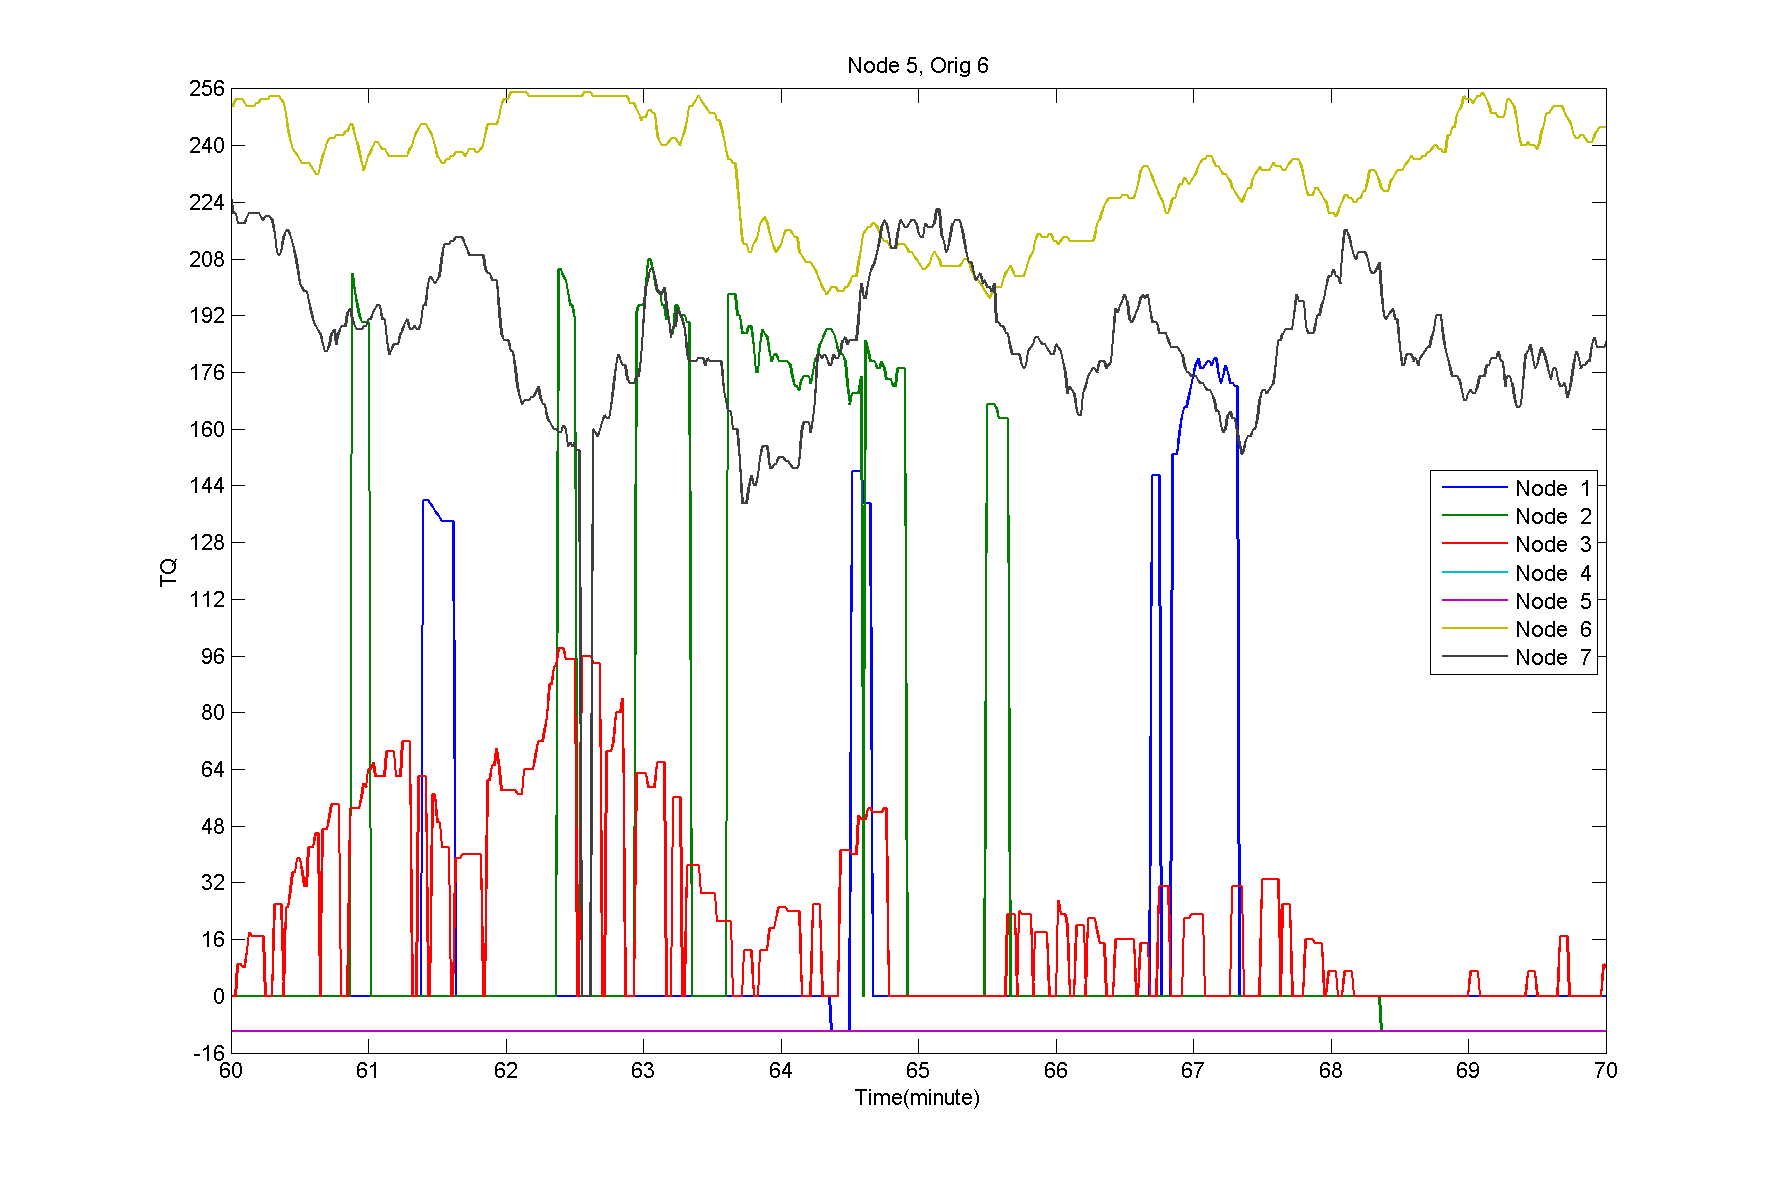 Node 5, Orig 6
256
240
224
208
192
176
160
144
128
112
96
80
64
48
32
16
0
-16
TQ
Node 1
Node 2
Node 3
Node 4
Node 5
Node 6
Node 7
60 61 62 63 64 65 66 67 68 69 70
Time(minute)